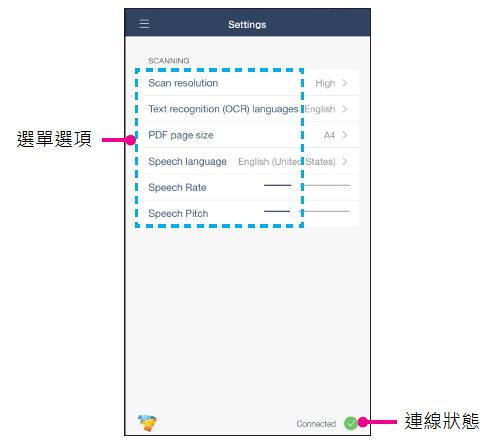 Settings
SCANNING
Scan resolution High
Text recognition (OCR) languages English
PDF page size A4
選單選項
Speech language English (United States)
Speech Rate
Speech Pitch
Connected
連線狀態